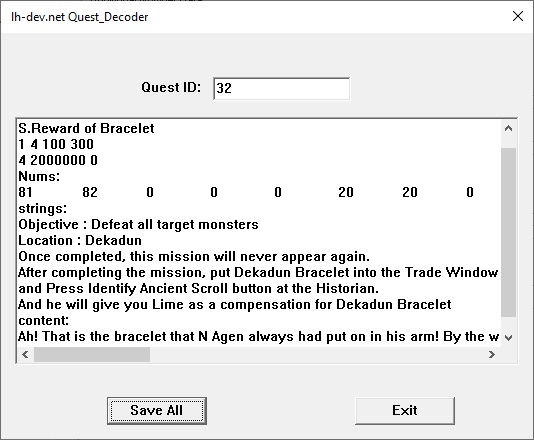 lh-dev.net Quest_Decoder
Quest ID: 32
S.Reward of Bracelet
1 4 100 300
4 2000000 0
Nums:
81 82 0 0 0 20 20 0
strings:
Objective : Defeat all target monsters
Location : Dekadun
Once completed, this mission will never appear again.
After completing the mission, put Dekadun Bracelet into the Trade Window
and Press Identify Ancient Scroll button at the Historian.
And he will give you Lime as a compensation for Dekadun Bracelet
content:
Ah! That is the bracelet that N Agen always had put on in his arm! By the w
Save All Exit